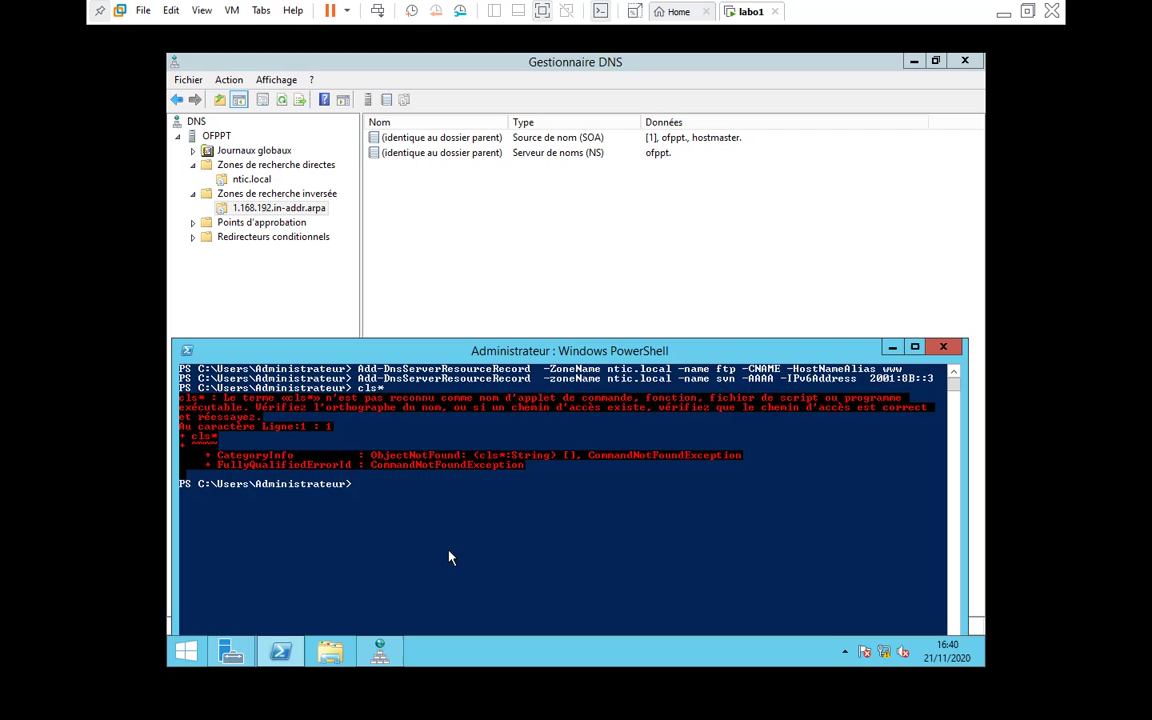 File Edit View VM Tabs Help Home labo1
Gestionnaire DNS
Fichier Action Affichage ?
DNS
OFPPT
Journaux globaux
Zones de recherche directes
ntic.local
Zones de recherche inversée
1.168.192.in-addr.arpa
Points d'approbation
Redirecteurs conditionnels
Nom Type Données
(identique au dossier parent) Source de nom (SOA) [1], ofppt., hostmaster.
(identique au dossier parent) Serveur de noms (NS) ofppt.
Administrateur : Windows PowerShell
PS C:\Users\Administrateur> Add-DnsServerResourceRecord -ZoneName ntic.local -name ftp -CNAME -HostNameAlias www
PS C:\Users\Administrateur> Add-DnsServerResourceRecord -zoneName ntic.local -name svn -AAAA -IPv6Address 2001:8B::3
PS C:\Users\Administrateur> cls*
cls* : Le terme «cls*» n'est pas reconnu comme nom d'applet de commande, fonction, fichier de script ou programme
exécutable. Vérifiez l'orthographe du nom, ou si un chemin d'accès existe, vérifiez que le chemin d'accès est correct
et réessayez.
Au caractère Ligne:1 : 1
+ cls*
+ ~~~~
+ CategoryInfo : ObjectNotFound: (cls*:String) [], CommandNotFoundException
+ FullyQualifiedErrorId : CommandNotFoundException
PS C:\Users\Administrateur>
16:40
21/11/2020